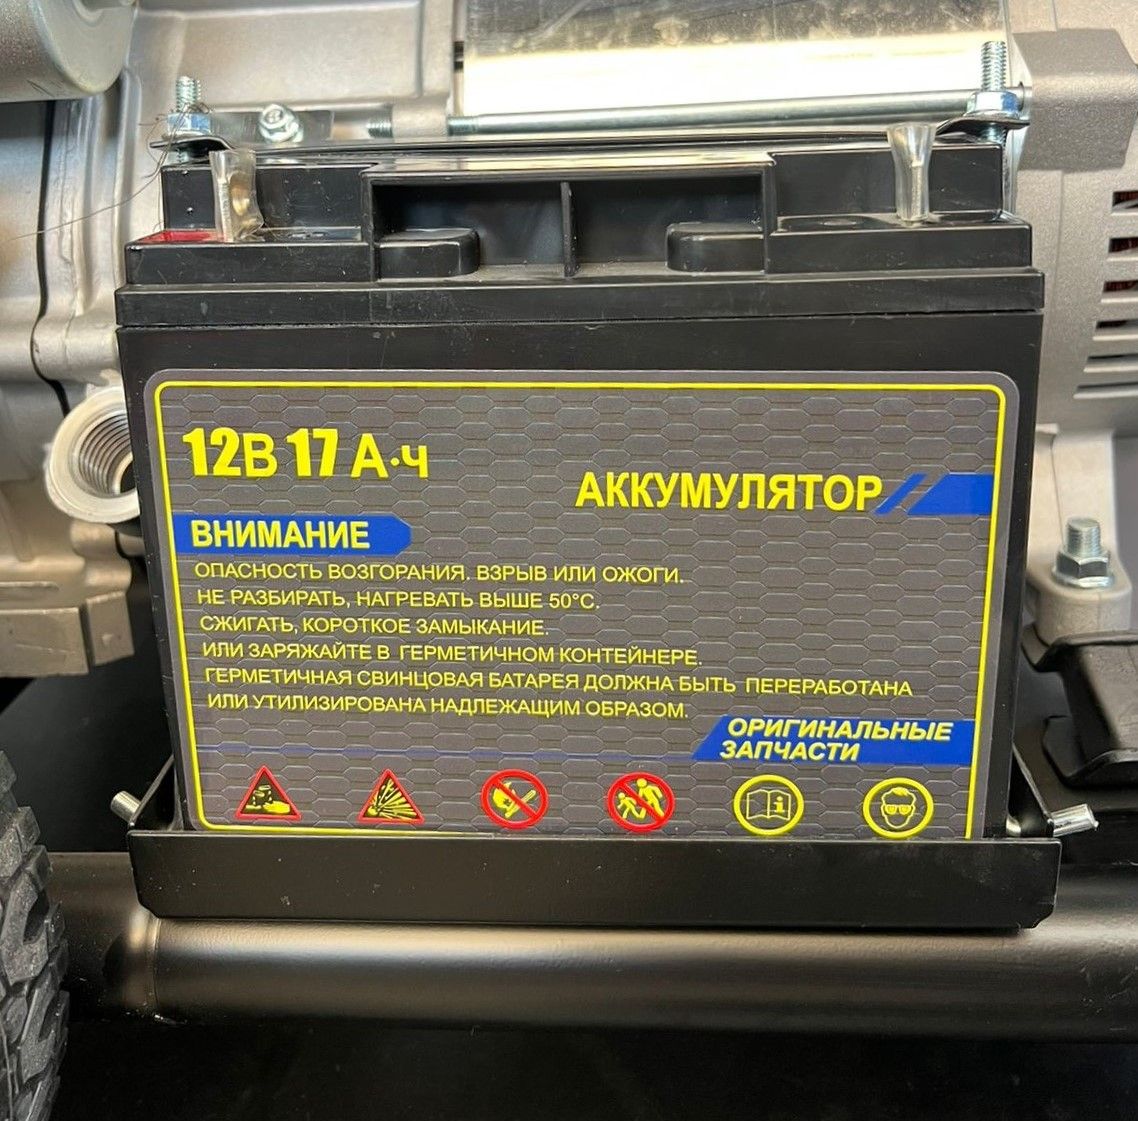 12В 17 А·ч
АККУМУЛЯТОР
ВНИМАНИЕ
ОПАСНОСТЬ ВОЗГОРАНИЯ. ВЗРЫВ ИЛИ ОЖОГИ.
НЕ РАЗБИРАТЬ, НАГРЕВАТЬ ВЫШЕ 50°C.
СЖИГАТЬ, КОРОТКОЕ ЗАМЫКАНИЕ.
ИЛИ ЗАРЯЖАЙТЕ В ГЕРМЕТИЧНОМ КОНТЕЙНЕРЕ.
ГЕРМЕТИЧНАЯ СВИНЦОВАЯ БАТАРЕЯ ДОЛЖНА БЫТЬ ПЕРЕРАБОТАНА
ИЛИ УТИЛИЗИРОВАНА НАДЛЕЖАЩИМ ОБРАЗОМ.
ОРИГИНАЛЬНЫЕ
ЗАПЧАСТИ